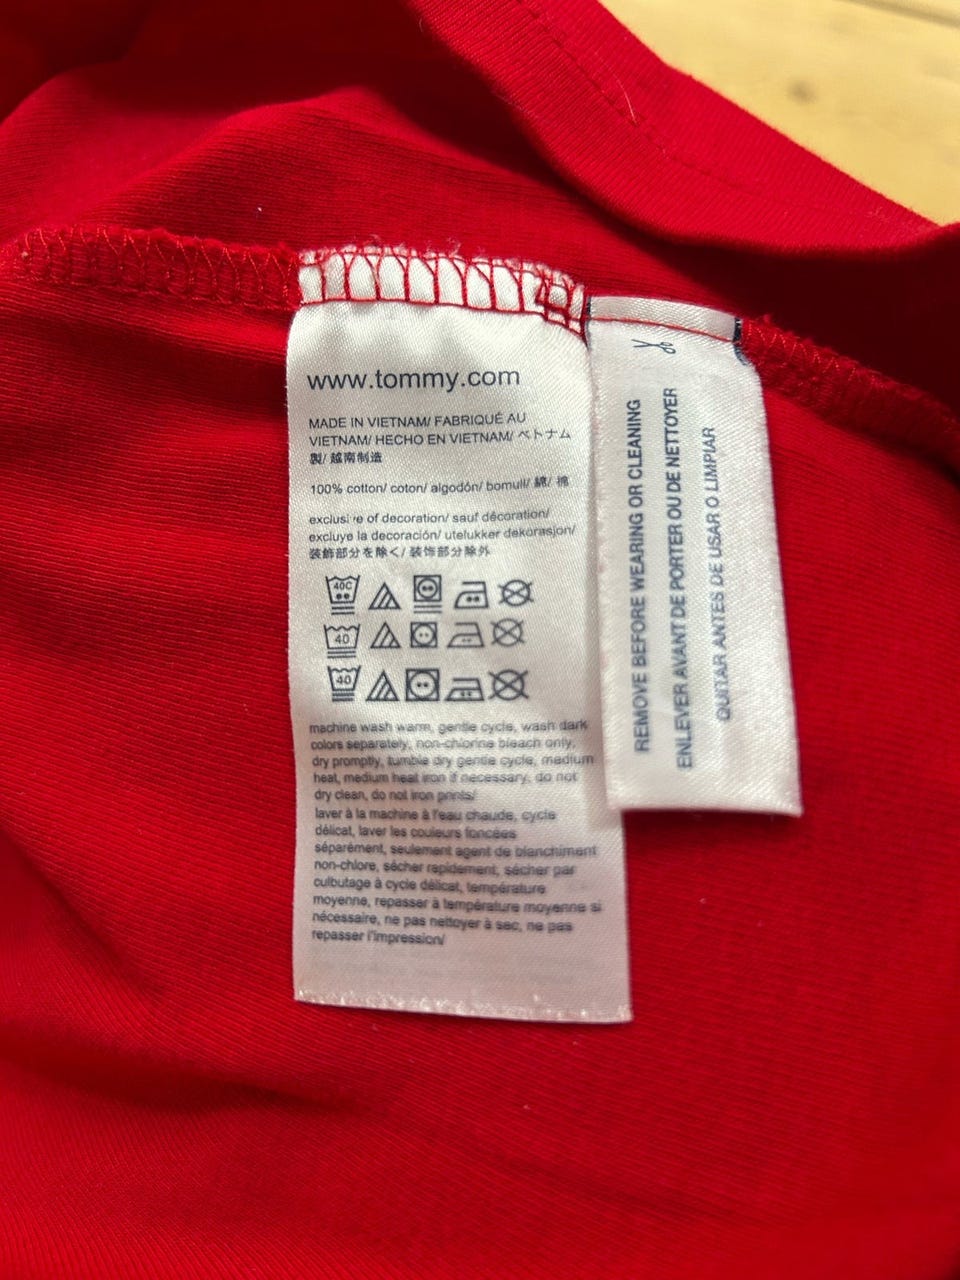 www.tommy.com
MADE IN VIETNAM/ FABRIQUÉ AU
VIETNAM/ HECHO EN VIETNAM/ ベトナム
製/ 越南制造
100% cotton/ coton/ algodón/ bomull/ 綿/ 棉
exclusive of decoration/ sauf décoration/
excluye la decoración/ utelukker dekorasjon/
装飾部分を除く/ 装饰部分除外
40C
40
40
machine wash warm, gentle cycle, wash dark
colors separately, non-chlorine bleach only,
dry promptly, tumble dry gentle cycle, medium
heat, medium heat iron if necessary, do not
dry clean, do not iron prints/
laver à la machine à l'eau chaude, cycle
délicat, laver les couleurs foncées
séparément, seulement agent de blanchiment
non-chlore, sécher rapidement, sécher par
culbutage à cycle délicat, température
moyenne, repasser à température moyenne si
nécessaire, ne pas nettoyer à sec, ne pas
repasser l'impression/
REMOVE BEFORE WEARING OR CLEANING
ENLEVER AVANT DE PORTER OU DE NETTOYER
QUITAR ANTES DE USAR O LIMPIAR